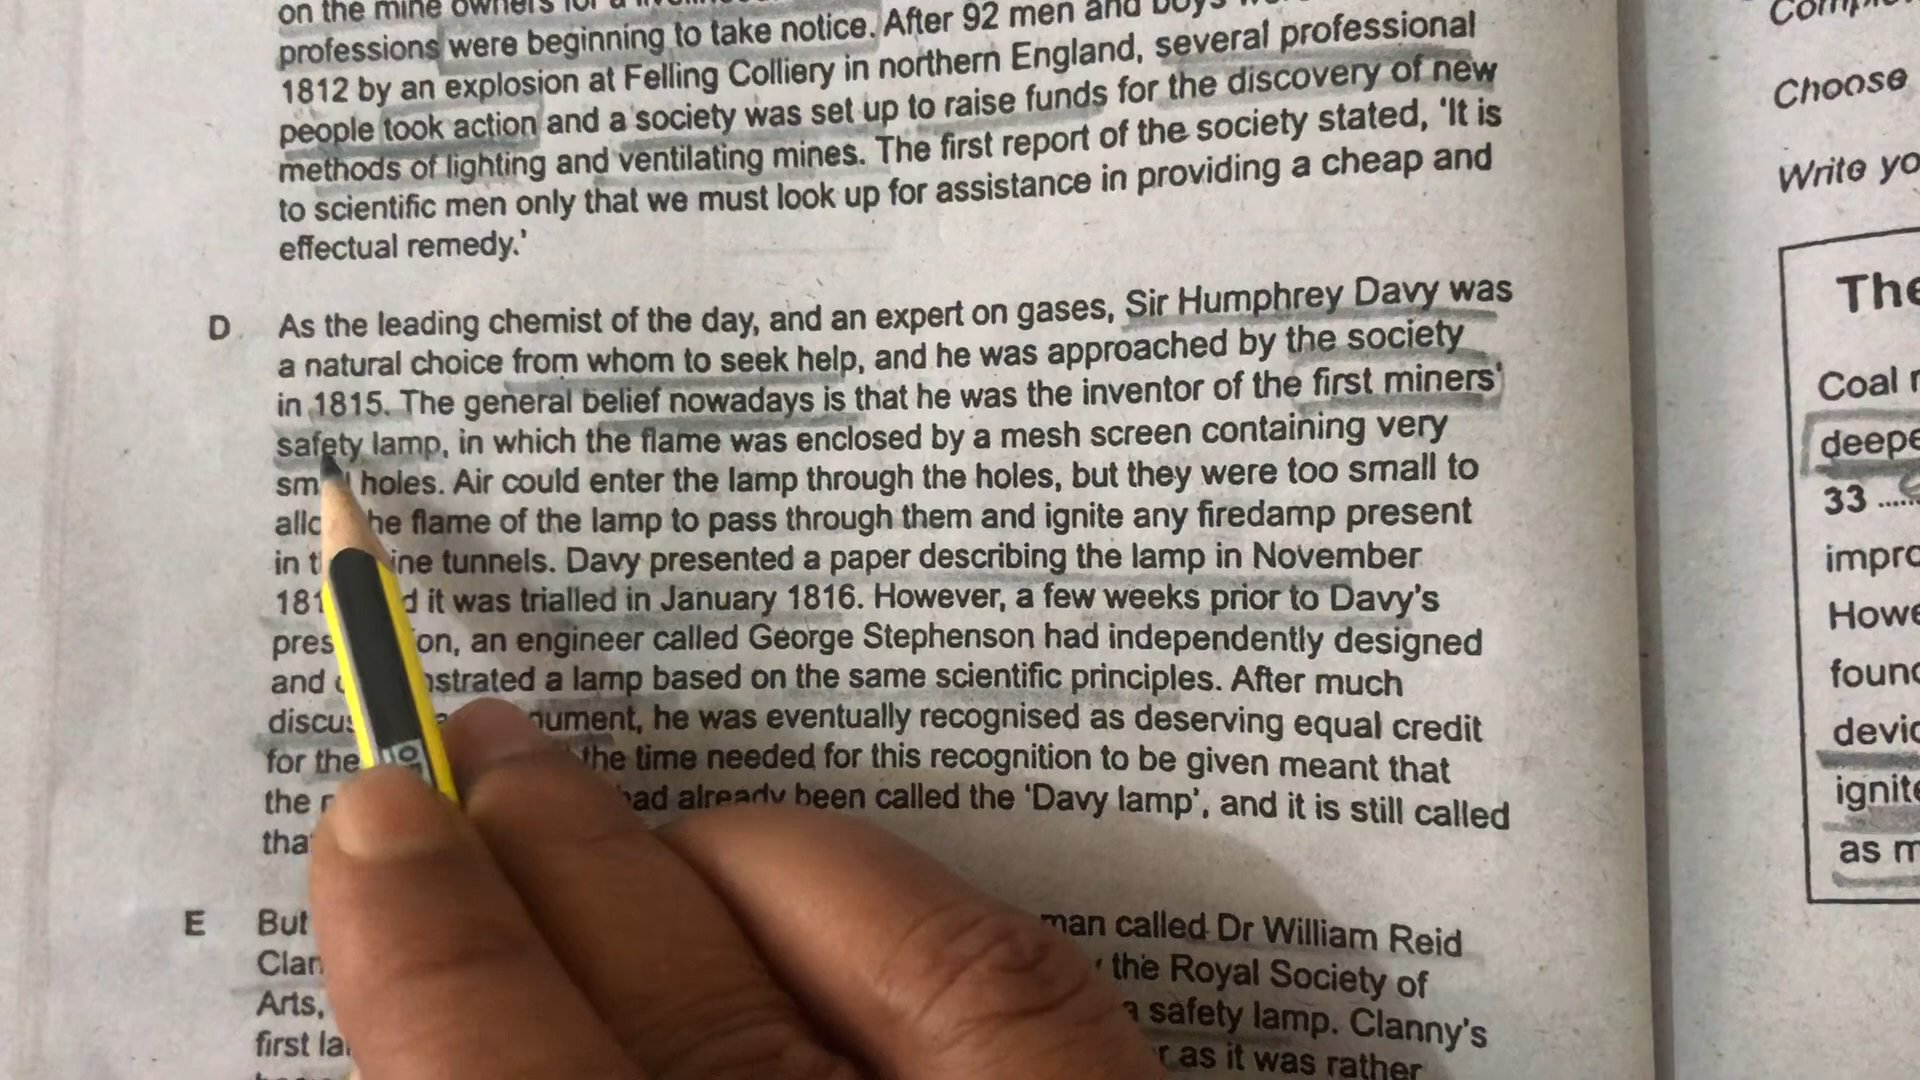 on the mine owners for a
professions were beginning to take notice. After 92 men and boys
1812 by an explosion at Felling Colliery in northern England, several professional
people took action and a society was set up to raise funds for the discovery of new
methods of lighting and ventilating mines. The first report of the society stated, 'It is
to scientific men only that we must look up for assistance in providing a cheap and
effectual remedy.'
D As the leading chemist of the day, and an expert on gases, Sir Humphrey Davy was
a natural choice from whom to seek help, and he was approached by the society
in 1815. The general belief nowadays is that he was the inventor of the first miners'
safety lamp, in which the flame was enclosed by a mesh screen containing very
holes. Air could enter the lamp through the holes, but they were too small to
flame of the lamp to pass through them and ignite any firedamp present
in tunnels. Davy presented a paper describing the lamp in November
it was trialled in January 1816. However, a few weeks prior to Davy's
an engineer called George Stephenson had independently designed
and a lamp based on the same scientific principles. After much
he was eventually recognised as deserving equal credit
for the the time needed for this recognition to be given meant that
the had already been called the 'Davy lamp', and it is still called
E But man called Dr William Reid
the Royal Society of
Arts, a safety lamp. Clanny's
first as it was rather
Choose
Write
The
Coal
33
as